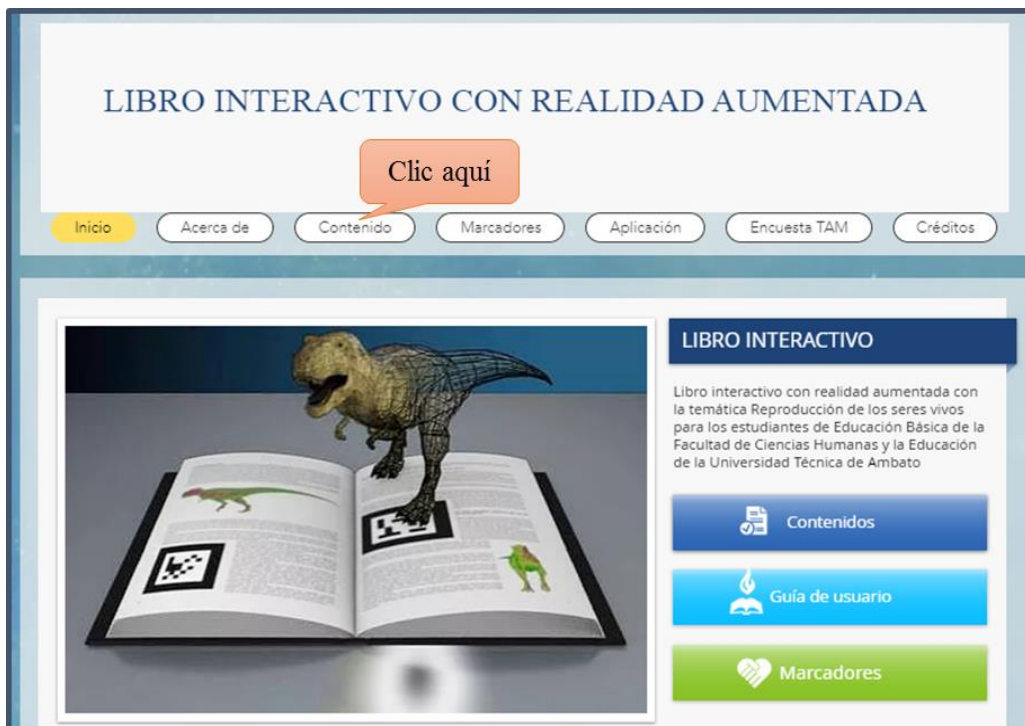 LIBRO INTERACTIVO CON REALIDAD AUMENTADA
Clic aquí
Inicio
Acerca de
Contenido
Marcadores
Aplicación
Encuesta TAM
Créditos
LIBRO INTERACTIVO
Libro interactivo con realidad aumentada con
la temática Reproducción de los seres vivos
para los estudiantes de Educación Básica de la
Facultad de Ciencias Humanas y la Educación
de la Universidad Técnica de Ambato
Contenidos
Guía de usuario
Marcadores